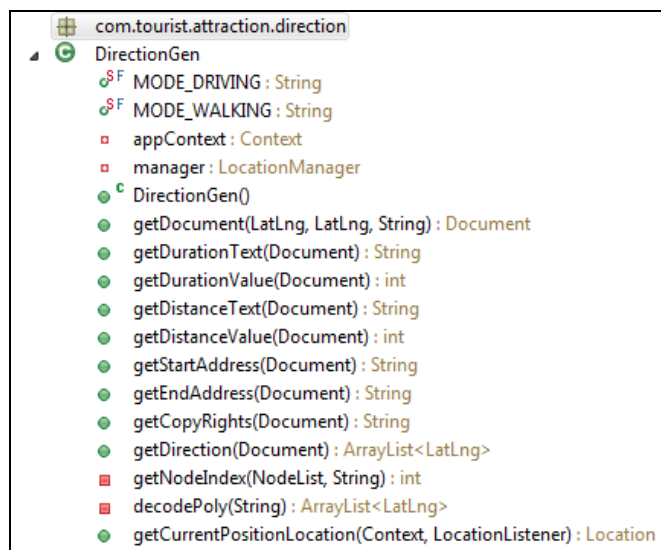 com.tourist.attraction.direction
C DirectionGen
S F MODE_DRIVING : String
S F MODE_WALKING : String
appContext : Context
manager : LocationManager
C DirectionGen()
getDocument(LatLng, LatLng, String) : Document
getDurationText(Document) : String
getDurationValue(Document) : int
getDistanceText(Document) : String
getDistanceValue(Document) : int
getStartAddress(Document) : String
getEndAddress(Document) : String
getCopyRights(Document) : String
getDirection(Document) : ArrayList<LatLng>
getNodeIndex(NodeList, String) : int
decodePoly(String) : ArrayList<LatLng>
getCurrentPositionLocation(Context, LocationListener) : Location